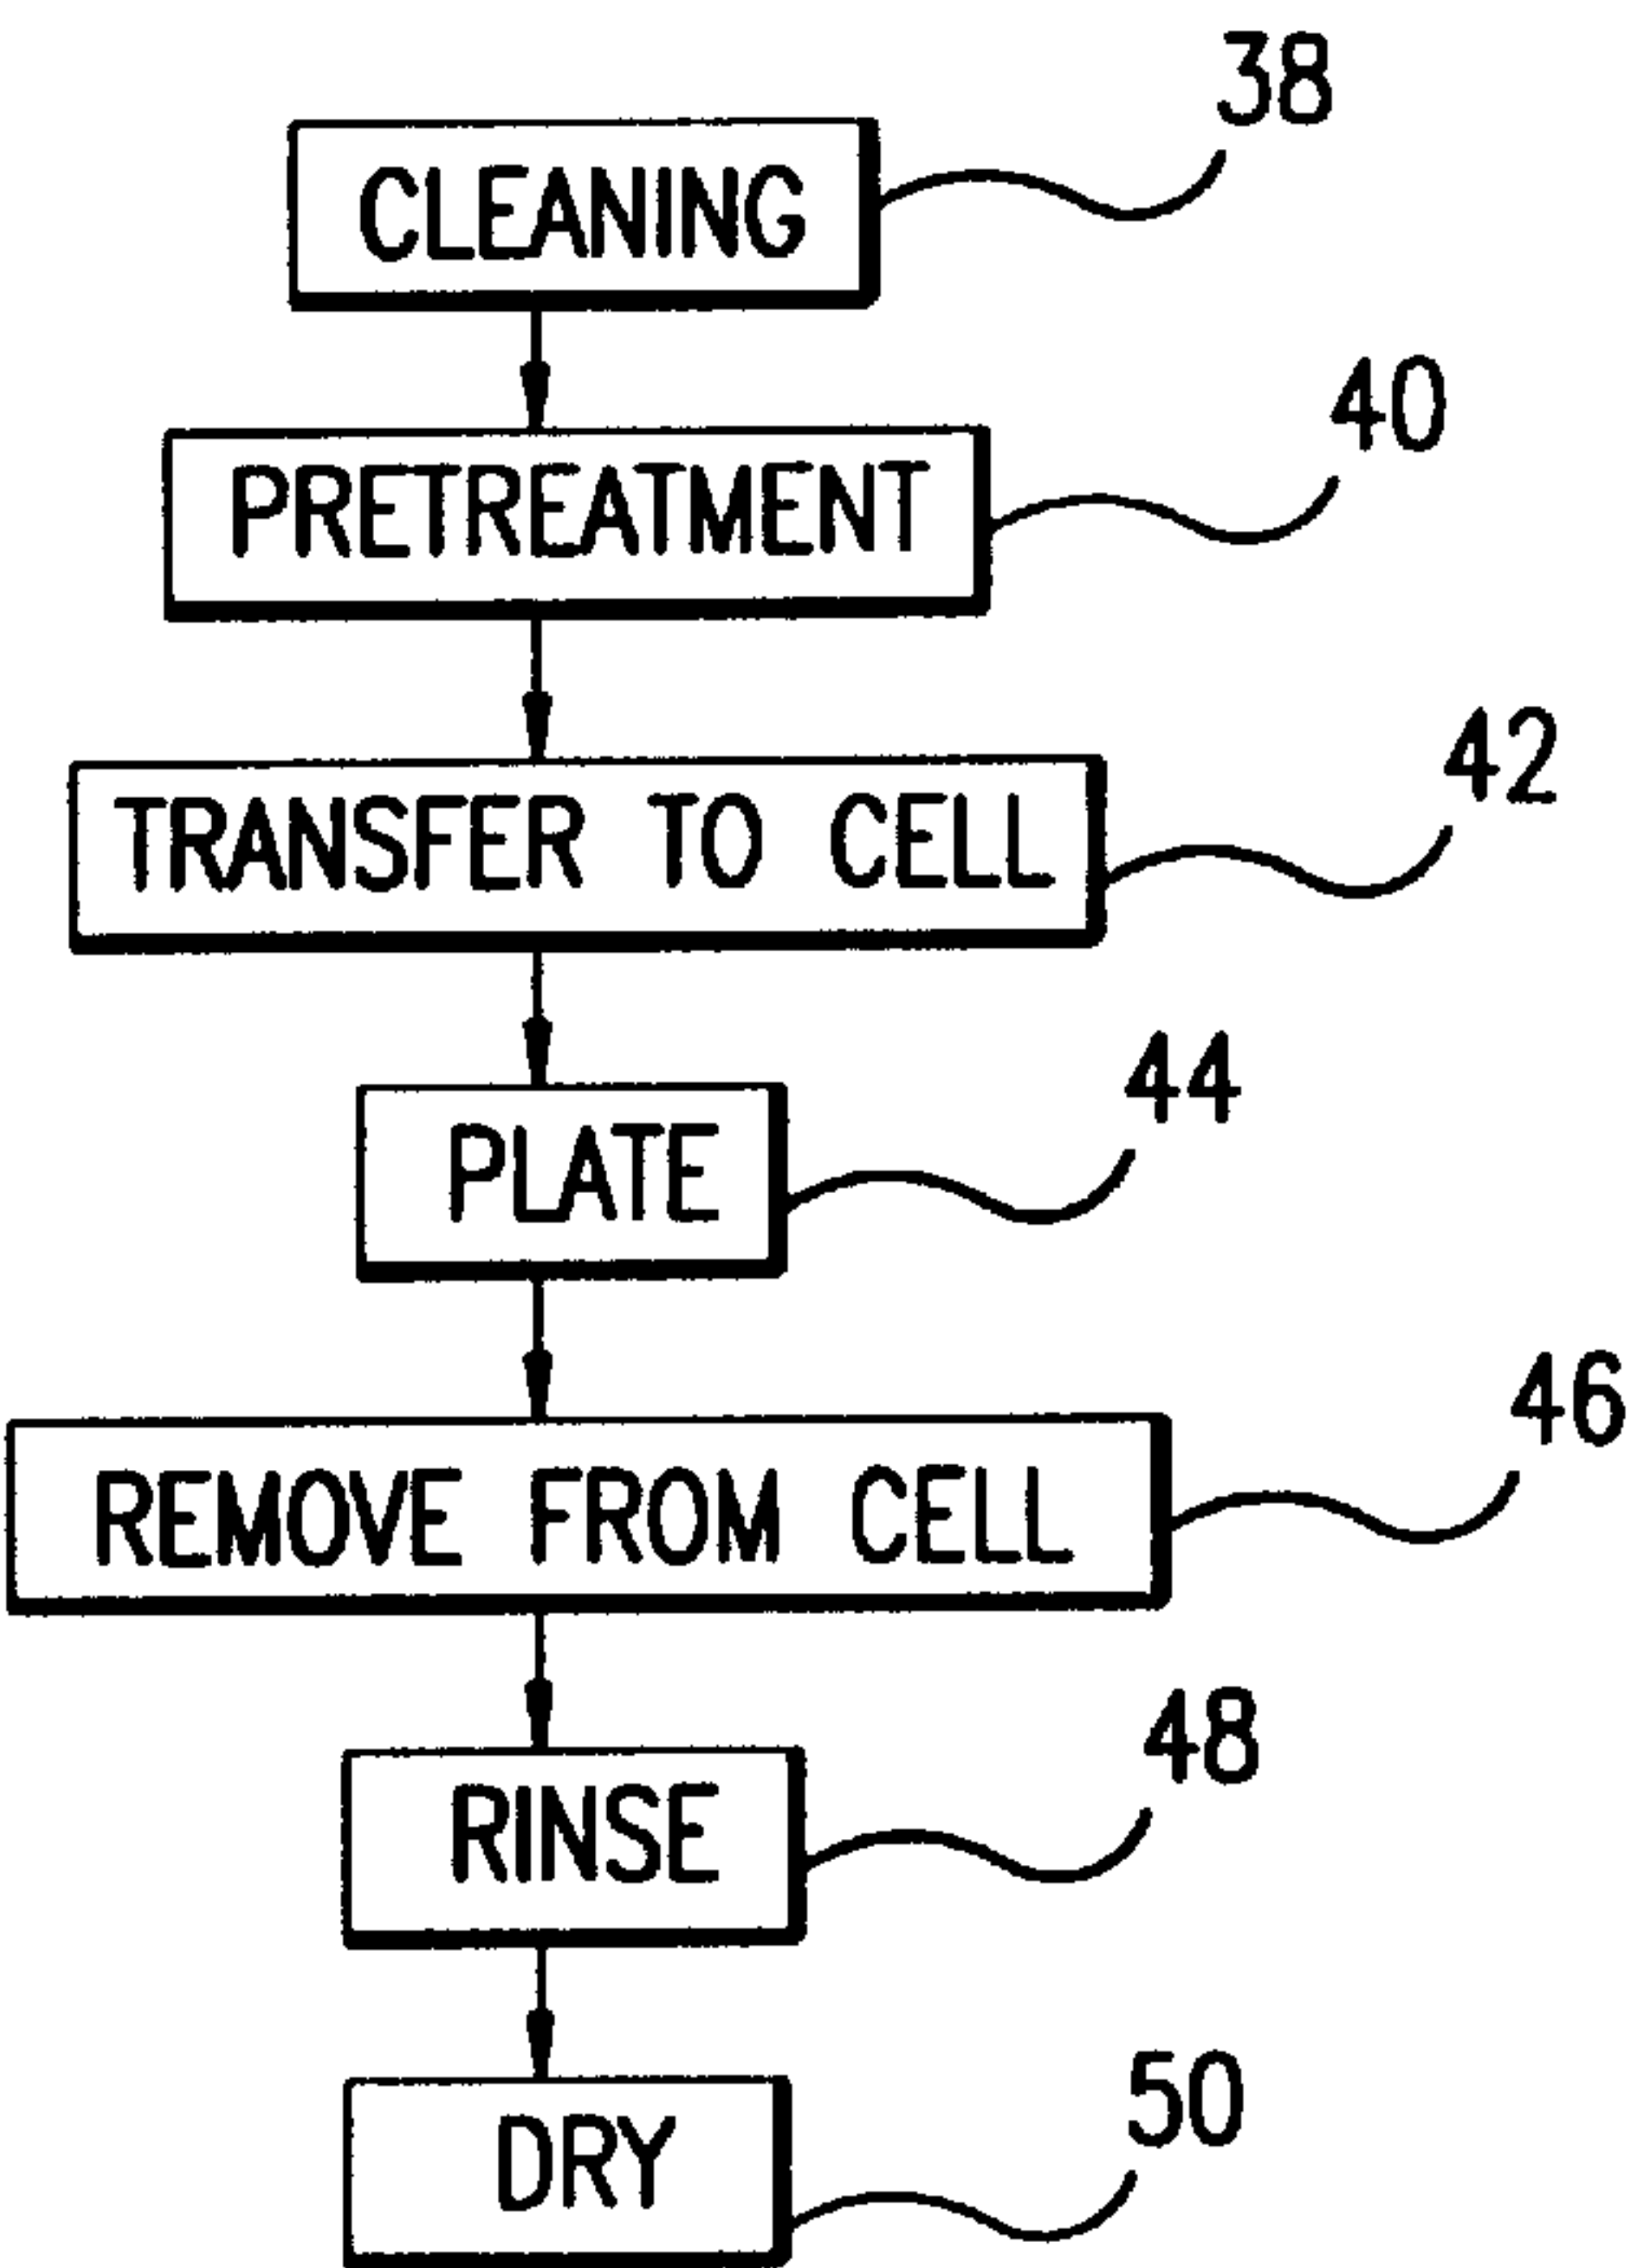 38
CLEANING
40
PRETREATMENT
42
TRANSFER TO CELL
44
PLATE
46
REMOVE FROM CELL
48
RINSE
50
DRY